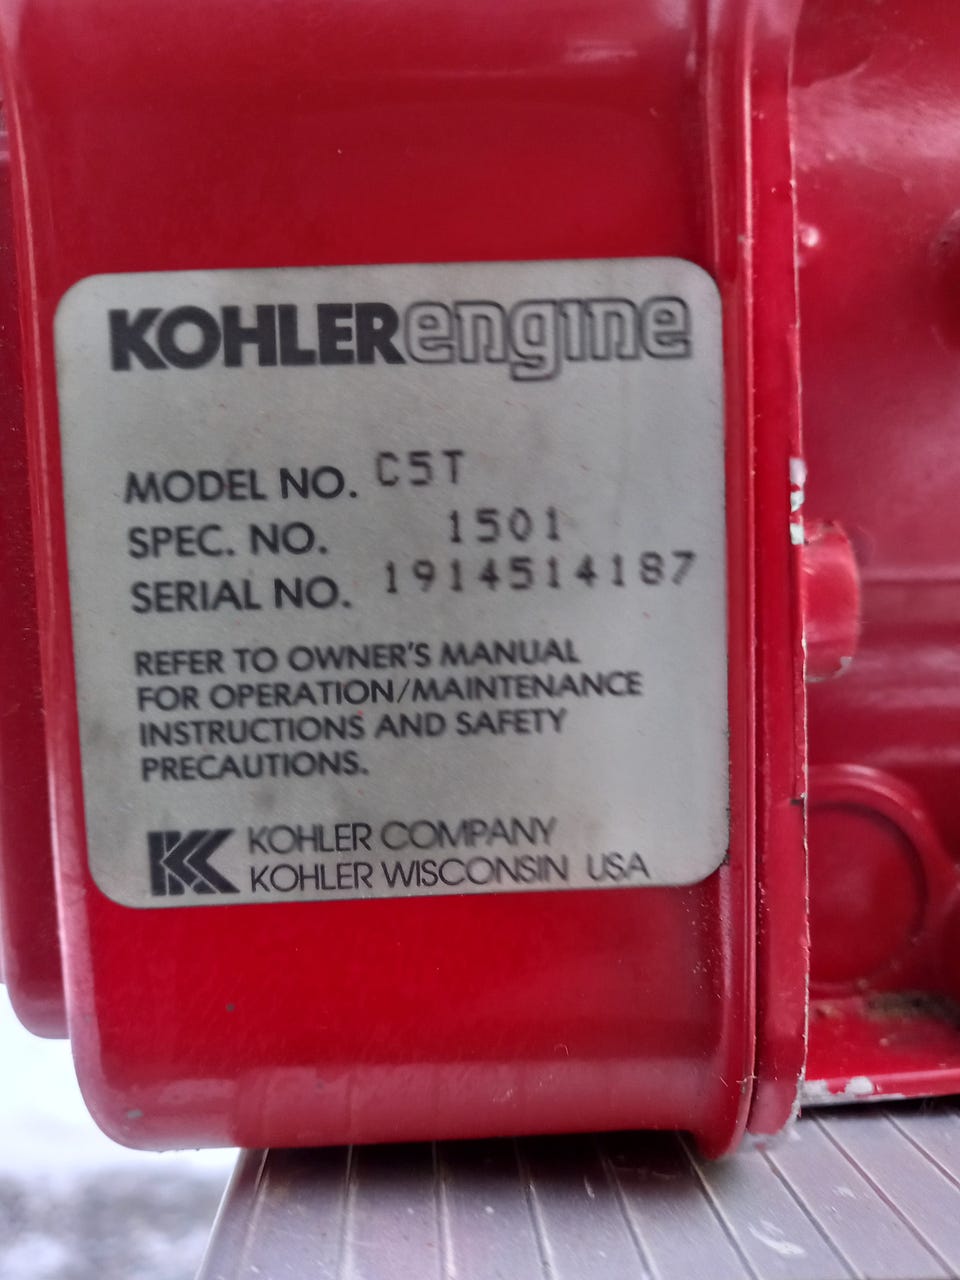 KOHLERengine
MODEL NO. C5T
SPEC. NO. 1501
SERIAL NO. 1914514187
REFER TO OWNER'S MANUAL
FOR OPERATION/MAINTENANCE
INSTRUCTIONS AND SAFETY
PRECAUTIONS.
KOHLER COMPANY
KOHLER WISCONSIN USA